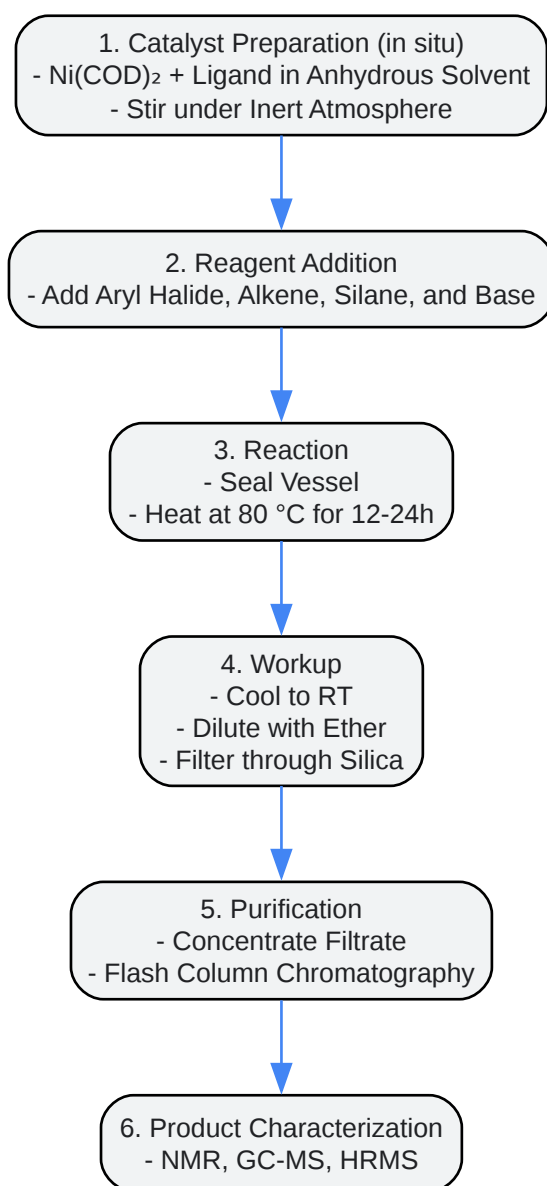 1. Catalyst Preparation (in situ)
- Ni(COD)₂ + Ligand in Anhydrous Solvent
- Stir under Inert Atmosphere
2. Reagent Addition
- Add Aryl Halide, Alkene, Silane, and Base
3. Reaction
- Seal Vessel
- Heat at 80 °C for 12-24h
4. Workup
- Cool to RT
- Dilute with Ether
- Filter through Silica
5. Purification
- Concentrate Filtrate
- Flash Column Chromatography
6. Product Characterization
- NMR, GC-MS, HRMS